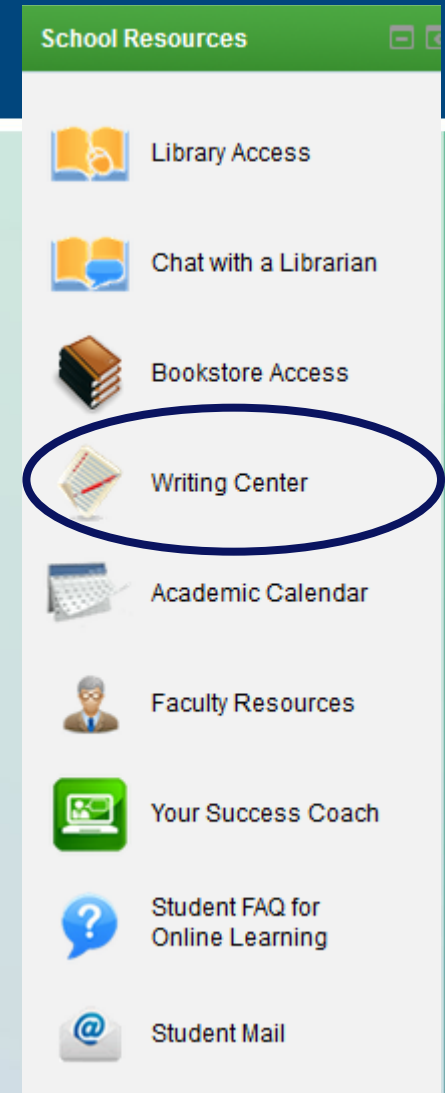 School Resources
Library Access
Chat with a Librarian
Bookstore Access
Writing Center
Academic Calendar
Faculty Resources
Your Success Coach
Student FAQ for
Online Learning
Student Mail